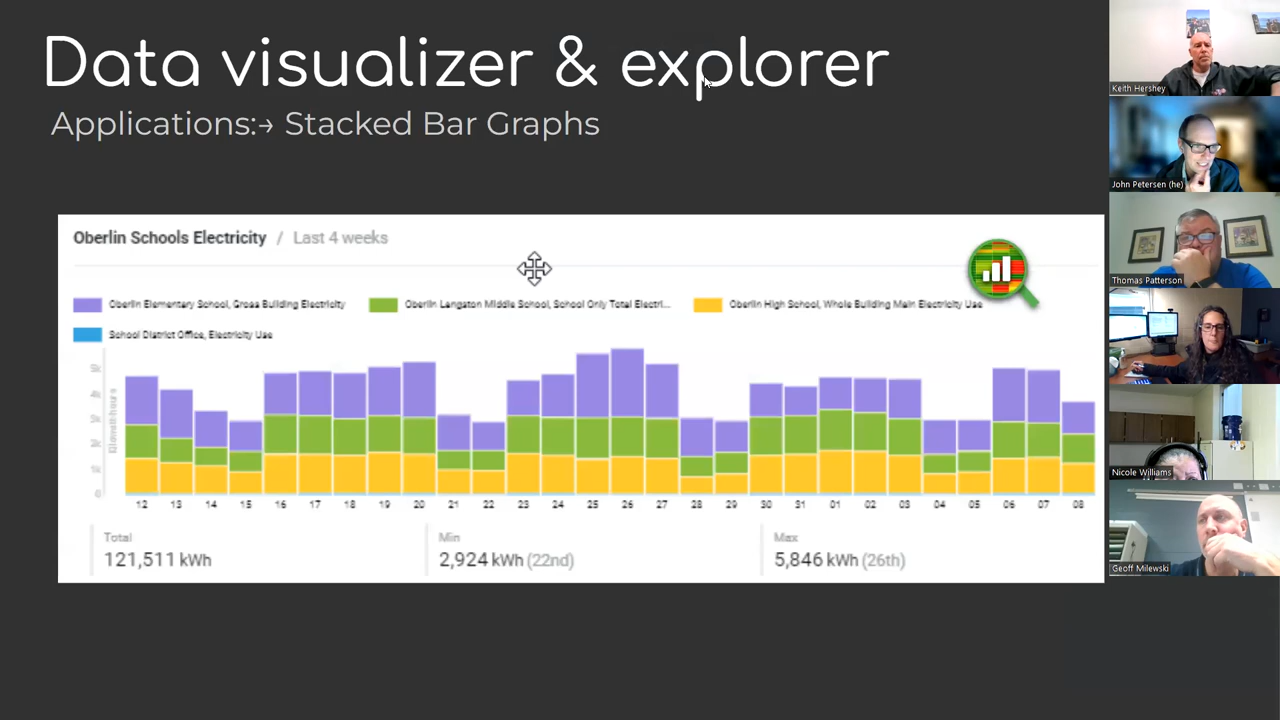 Data visualizer & explorer
Applications:→ Stacked Bar Graphs
Oberlin Schools Electricity / Last 4 weeks
Oberlin Elementary School, Gross Building Electricity
Oberlin Langston Middle School, School Only Total Electri...
Oberlin High School, Whole Building Main Electricity Use
School District Office, Electricity Use
12 13 14 15 16 17 18 19 20 21 22 23 24 25 26 27 28 29 30 31 01 02 03 04 05 06 07 08
Total
121,511 kWh
Min
2,924 kWh (22nd)
Max
5,846 kWh (26th)
Keith Hershey
John Petersen (he)
Thomas Patterson
Nicole Williams
Geoff Milewski